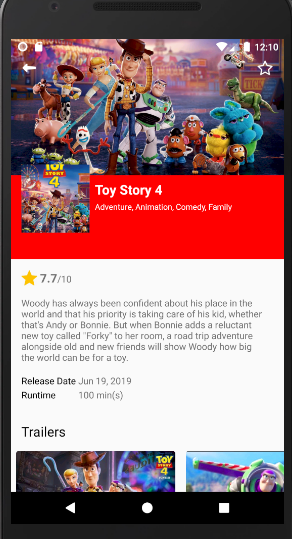 12:10
TOY
STORY
4
Toy Story 4
Adventure, Animation, Comedy, Family
7.7/10
Woody has always been confident about his place in the
world and that his priority is taking care of his kid, whether
that's Andy or Bonnie. But when Bonnie adds a reluctant
new toy called "Forky" to her room, a road trip adventure
alongside old and new friends will show Woody how big
the world can be for a toy.
Release Date Jun 19, 2019
Runtime 100 min(s)
Trailers
TOY
STORY
4